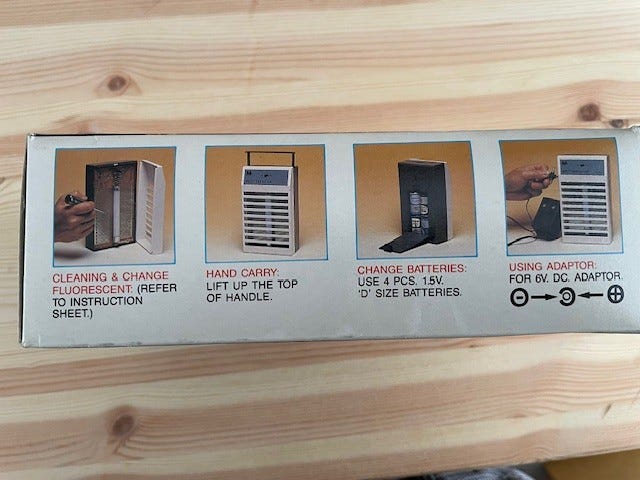 CLEANING & CHANGE
FLUORESCENT: (REFER
TO INSTRUCTION
SHEET.)
HAND CARRY:
LIFT UP THE TOP
OF HANDLE.
CHANGE BATTERIES:
USE 4 PCS. 1.5V.
'D' SIZE BATTERIES.
USING ADAPTOR:
FOR 6V. DC. ADAPTOR.